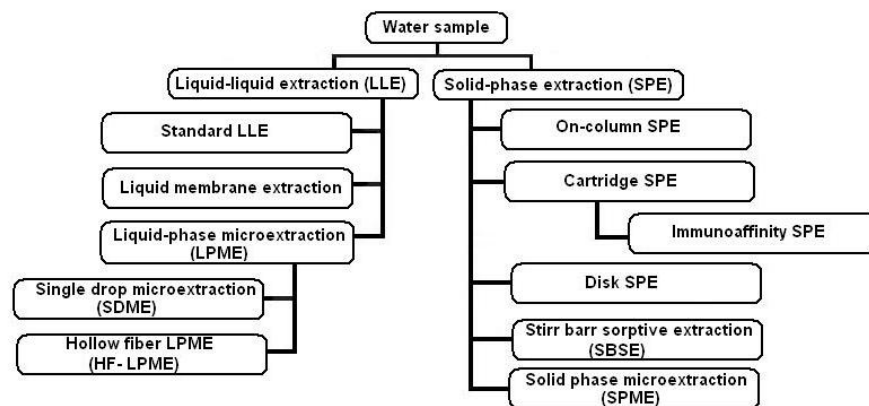 Water sample
Liquid-liquid extraction (LLE)
Solid-phase extraction (SPE)
Standard LLE
On-column SPE
Liquid membrane extraction
Cartridge SPE
Liquid-phase microextraction
(LPME)
Immunoaffinity SPE
Single drop microextraction
(SDME)
Disk SPE
Hollow fiber LPME
(HF- LPME)
Stirr barr sorptive extraction
(SBSE)
Solid phase microextraction
(SPME)